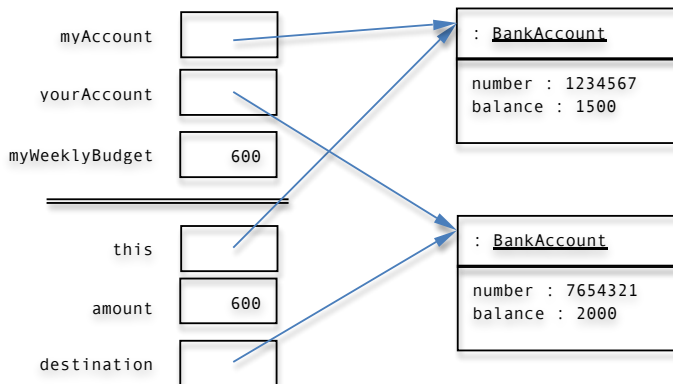 myAccount
yourAccount
myWeeklyBudget 600
this
amount 600
destination
: BankAccount
number : 1234567
balance : 1500
: BankAccount
number : 7654321
balance : 2000